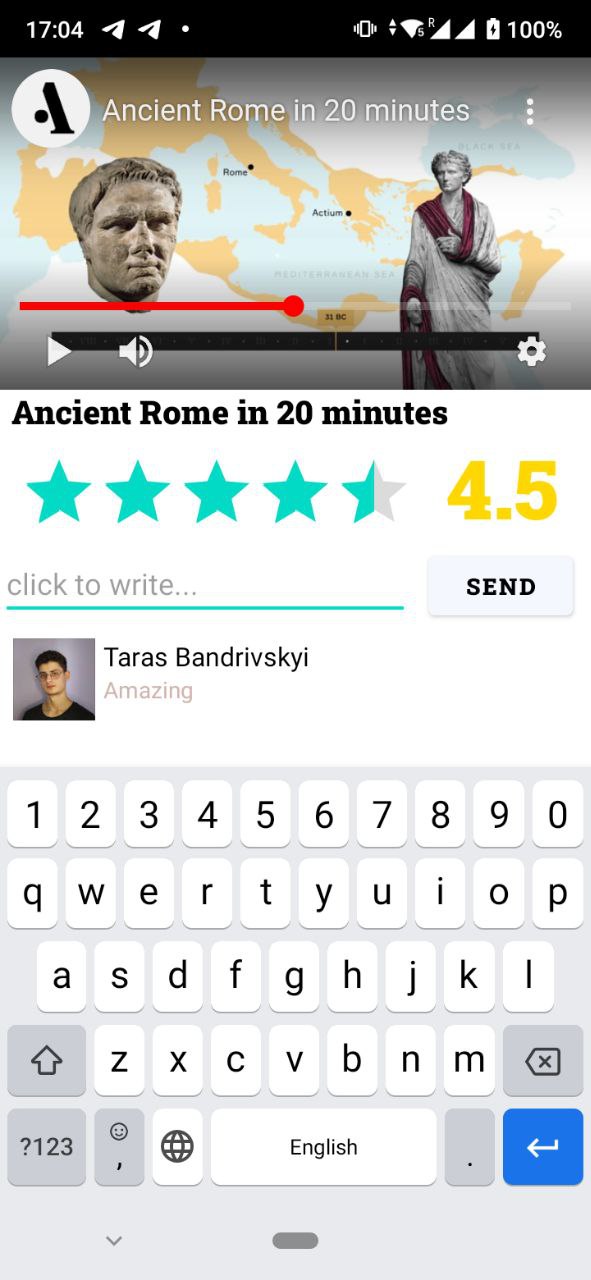 17:04
R
5
100%
Ancient Rome in 20 minutes
BLACK SEA
Rome
Actium
MEDITERRANEAN SEA
31 BC
Ancient Rome in 20 minutes
4.5
click to write...
SEND
Taras Bandrivskyi
Amazing
1 2 3 4 5 6 7 8 9 0
q w e r t y u i o p
a s d f g h j k l
z x c v b n m
?123 , English .